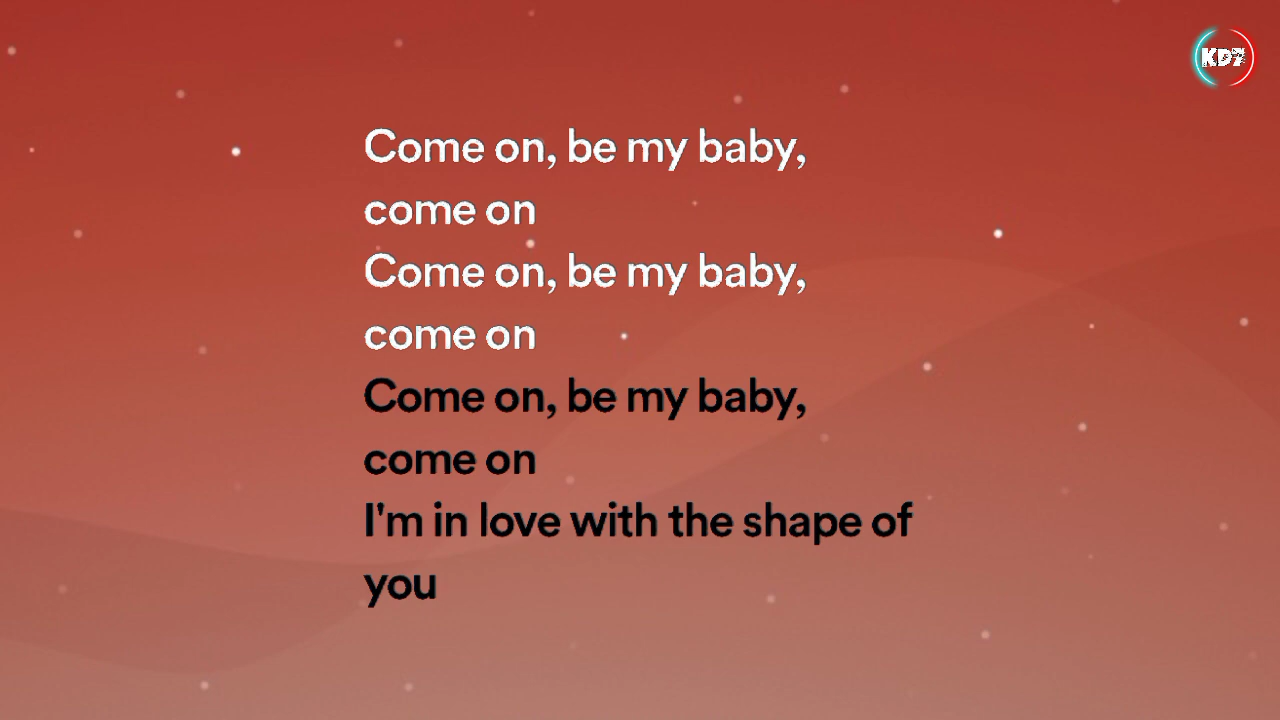 KD7
Come on, be my baby,
come on
Come on, be my baby,
come on
Come on, be my baby,
come on
I'm in love with the shape of
you